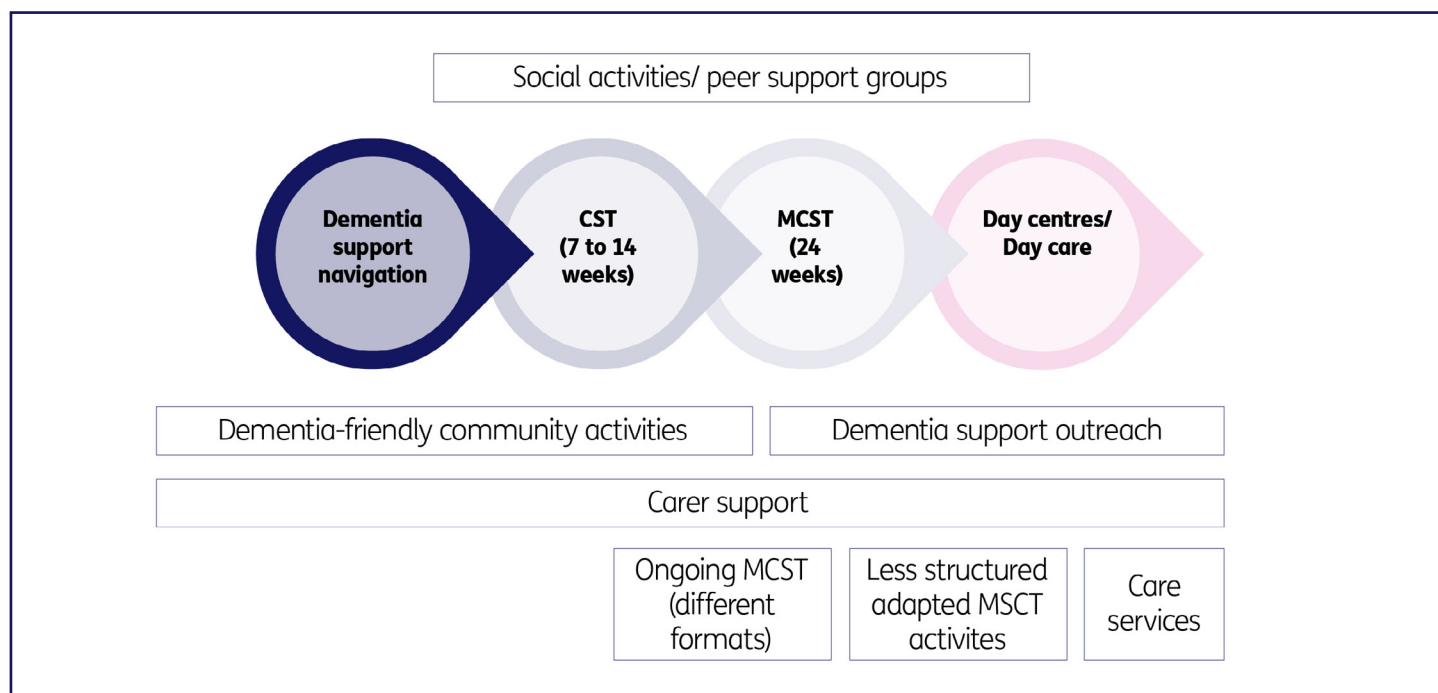 Social activities/ peer support groups
Dementia
support
navigation
CST
(7 to 14
weeks)
MCST
(24
weeks)
Day centres/
Day care
Dementia-friendly community activities
Dementia support outreach
Carer support
Ongoing MCST
(different
formats)
Less structured
adapted MSCT
activites
Care
services